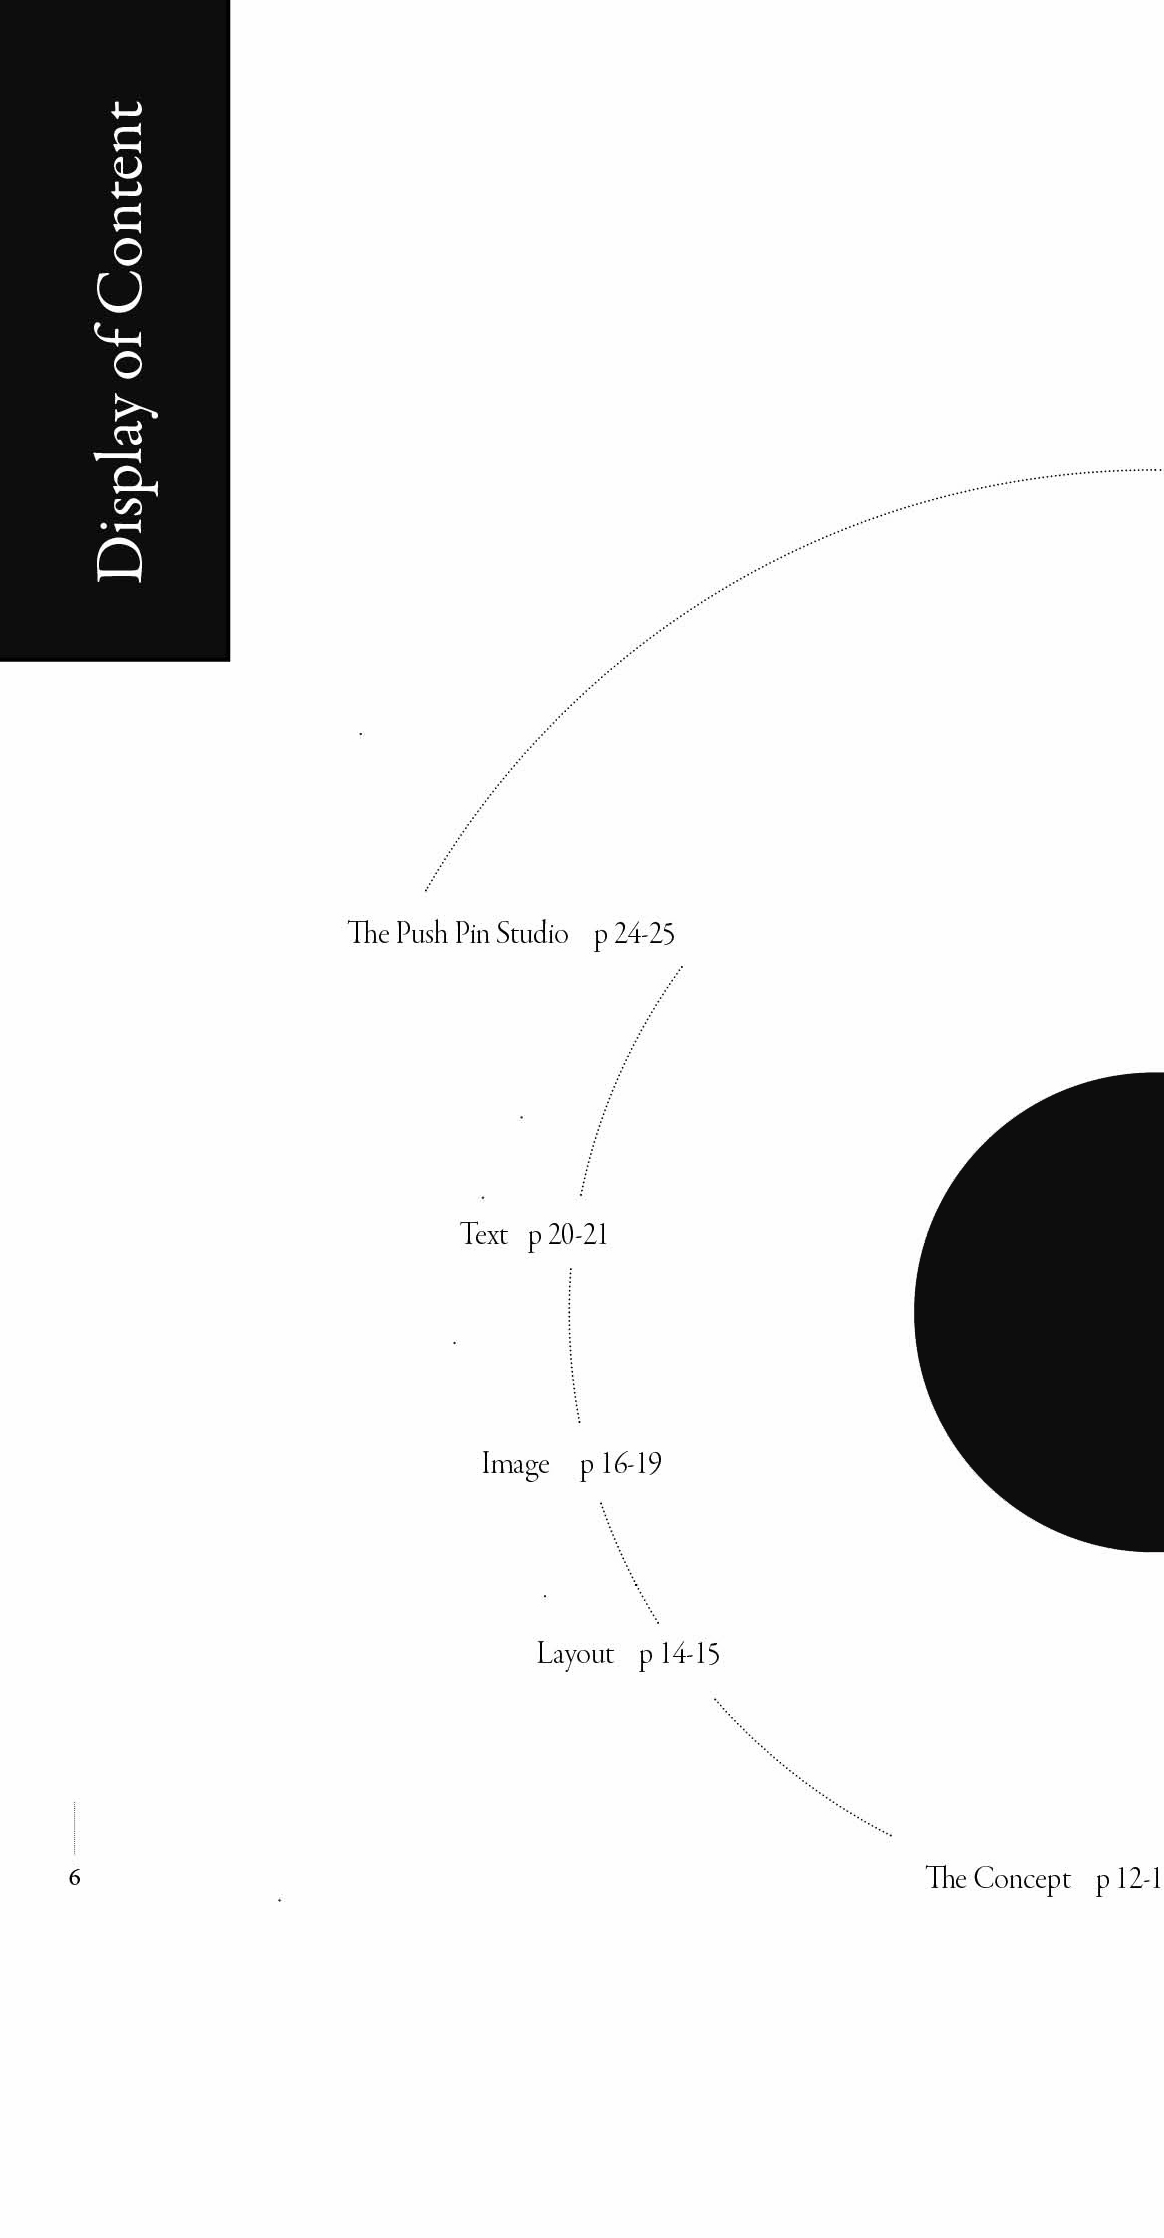 Display of Content
The Push Pin Studio p 24-25
Text p 20-21
Image p 16-19
Layout p 14-15
The Concept p 12-1
6